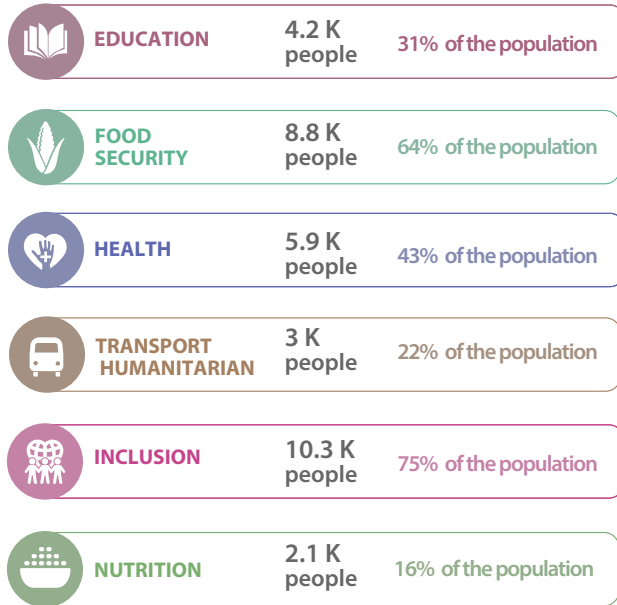 EDUCATION
4.2 K
people
31% of the population
FOOD
SECURITY
8.8 K
people
64% of the population
HEALTH
5.9 K
people
43% of the population
TRANSPORT
HUMANITARIAN
3 K
people
22% of the population
INCLUSION
10.3 K
people
75% of the population
NUTRITION
2.1 K
people
16% of the population